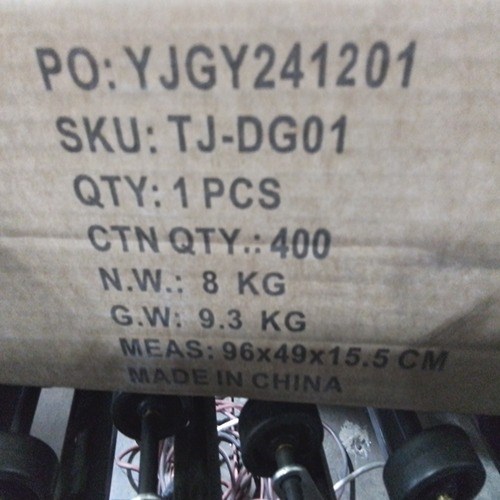 PO: YJGY241201
SKU: TJ-DG01
QTY: 1 PCS
CTN QTY.: 400
N.W.: 8 KG
G.W: 9.3 KG
MEAS: 96x49x15.5 CM
MADE IN CHINA